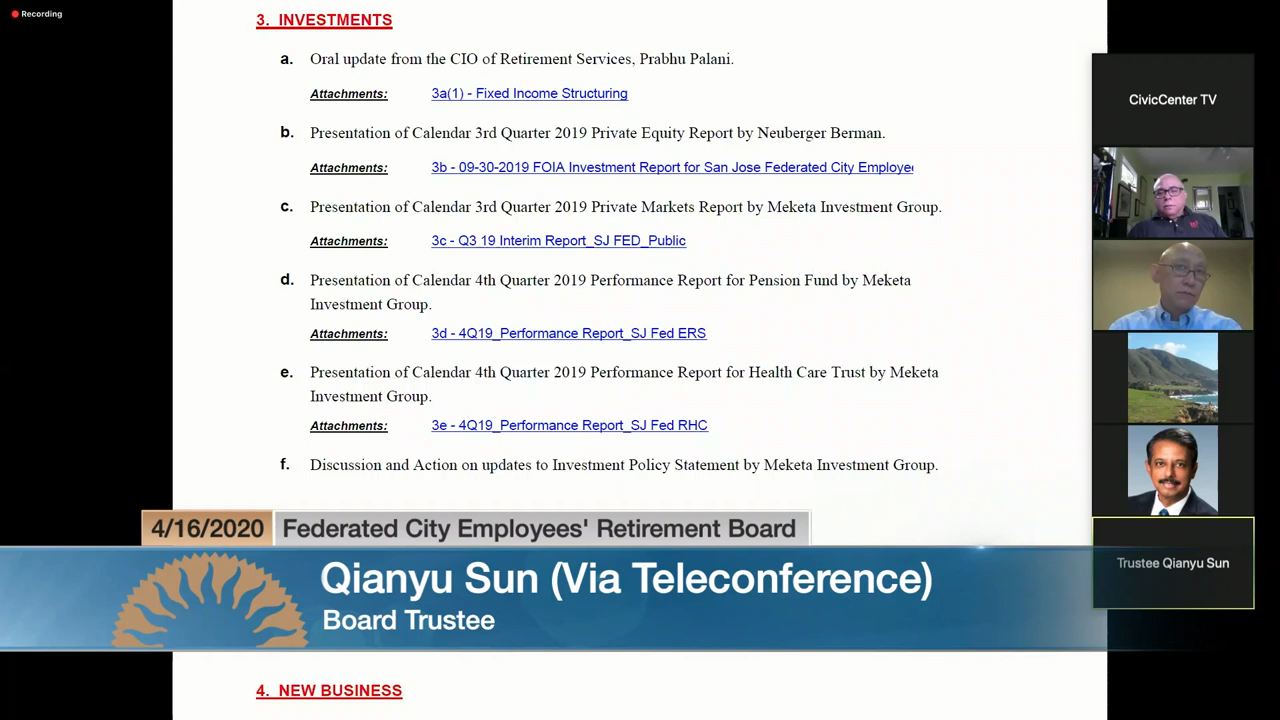 Recording
3. INVESTMENTS
a. Oral update from the CIO of Retirement Services, Prabhu Palani.
Attachments: 3a(1) - Fixed Income Structuring
b. Presentation of Calendar 3rd Quarter 2019 Private Equity Report by Neuberger Berman.
Attachments: 3b - 09-30-2019 FOIA Investment Report for San Jose Federated City Employee
c. Presentation of Calendar 3rd Quarter 2019 Private Markets Report by Meketa Investment Group.
Attachments: 3c - Q3 19 Interim Report_SJ FED_Public
d. Presentation of Calendar 4th Quarter 2019 Performance Report for Pension Fund by Meketa
Investment Group.
Attachments: 3d - 4Q19_Performance Report_SJ Fed ERS
e. Presentation of Calendar 4th Quarter 2019 Performance Report for Health Care Trust by Meketa
Investment Group.
Attachments: 3e - 4Q19_Performance Report_SJ Fed RHC
f. Discussion and Action on updates to Investment Policy Statement by Meketa Investment Group.
4/16/2020 Federated City Employees' Retirement Board
Qianyu Sun (Via Teleconference)
Board Trustee
4. NEW BUSINESS
CivicCenter TV
Trustee Qianyu Sun